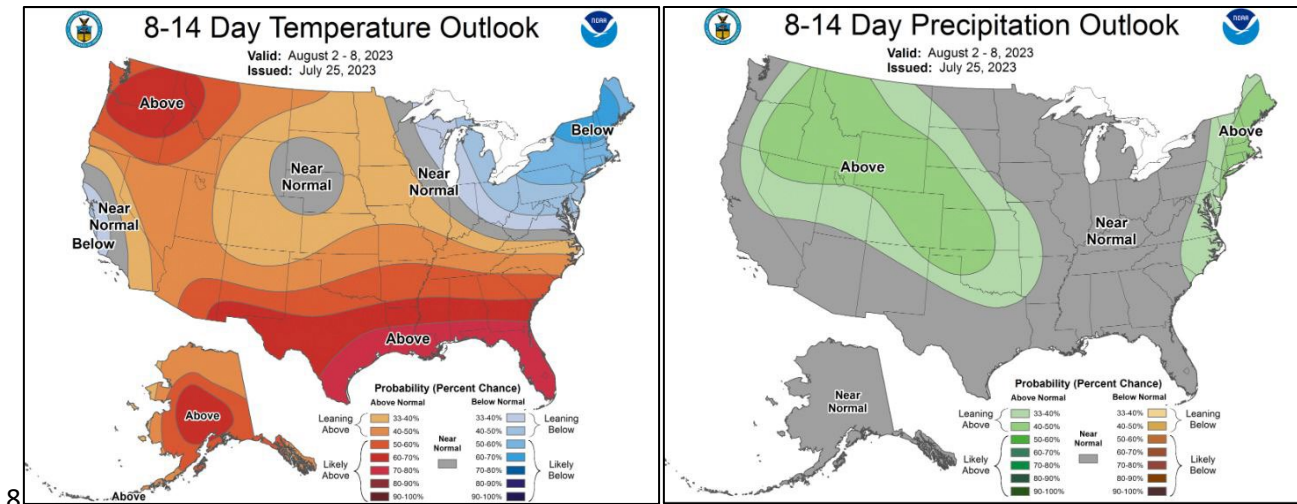 8-14 Day Temperature Outlook
Valid: August 2 - 8, 2023
Issued: July 25, 2023
NOAA
Above
Near
Normal
Below
Near
Normal
Near
Normal
Below
Above
Above
Above
Probability (Percent Chance)
Above Normal
Below Normal
Leaning
Above
33-40%
40-50%
Likely
Above
50-60%
60-70%
70-80%
80-90%
90-100%
Near
Normal
33-40%
40-50%
Leaning
Below
50-60%
60-70%
70-80%
80-90%
90-100%
Likely
Below
8
8-14 Day Precipitation Outlook
Valid: August 2 - 8, 2023
Issued: July 25, 2023
NOAA
Above
Above
Near
Normal
Near
Normal
Probability (Percent Chance)
Above Normal
Below Normal
Leaning
Above
33-40%
40-50%
Likely
Above
50-60%
60-70%
70-80%
80-90%
90-100%
Near
Normal
33-40%
40-50%
Leaning
Below
50-60%
60-70%
70-80%
80-90%
90-100%
Likely
Below